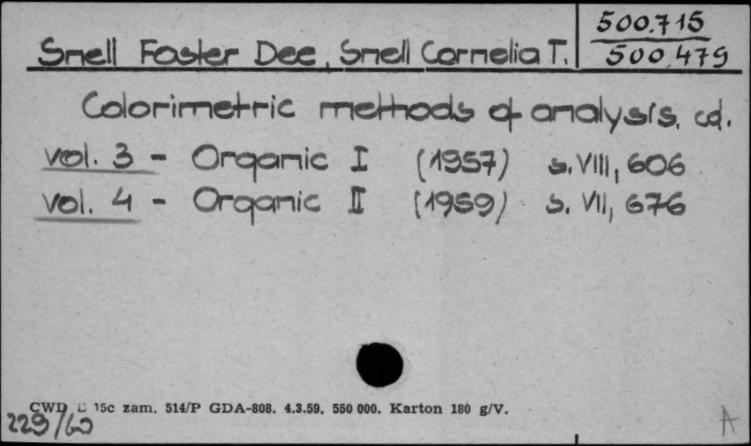 500.715
Snell Foster Dee, Snell Cornelia T. 500.479
Colorimetric methods of analysis, cd.
vol. 3 - Organic I (1957) s. VIII, 606
vol. 4 - Organic II (1959) s. VII, 676
CWD 15c zam. 514/P GDA-808. 4.3.59. 550 000. Karton 180 g/V.
229/60 A